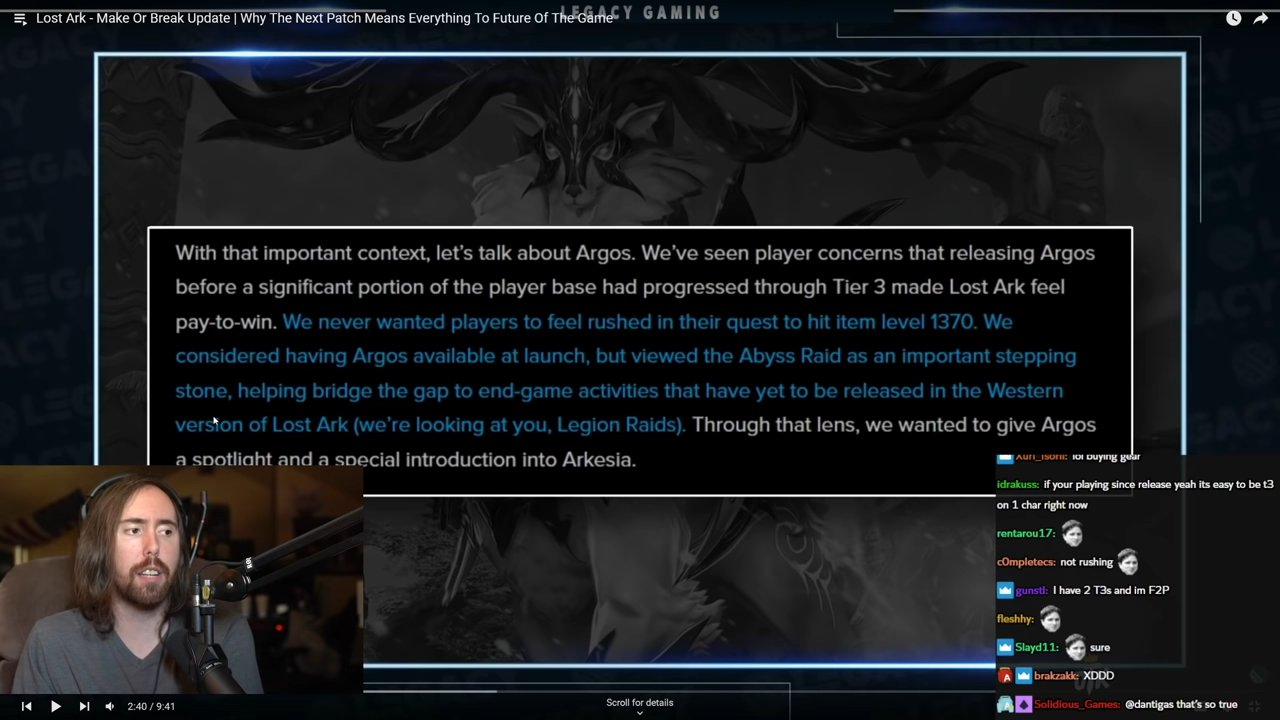 Lost Ark - Make Or Break Update | Why The Next Patch Means Everything To Future Of The Game
LEGACY GAMING
With that important context, let's talk about Argos. We've seen player concerns that releasing Argos
before a significant portion of the player base had progressed through Tier 3 made Lost Ark feel
pay-to-win. We never wanted players to feel rushed in their quest to hit item level 1370. We
considered having Argos available at launch, but viewed the Abyss Raid as an important stepping
stone, helping bridge the gap to end-game activities that have yet to be released in the Western
version of Lost Ark (we're looking at you, Legion Raids). Through that lens, we wanted to give Argos
a spotlight and a special introduction into Arkesia.
lol buying gear
idrakuss: if your playing since release yeah its easy to be t3
on 1 char right now
rentarou17:
c0mpletecs: not rushing
gunstl: I have 2 T3s and im F2P
fleshhy:
Slayd11: sure
brakzakk: XDDD
Solidious_Games: @dantigas that's so true
2:40 / 9:41
Scroll for details